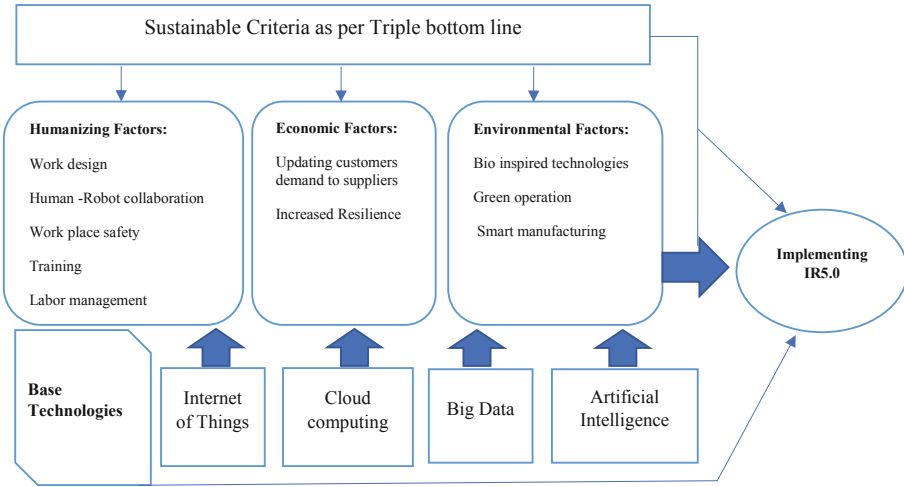 Sustainable Criteria as per Triple bottom line
Humanizing Factors:
Work design
Human -Robot collaboration
Work place safety
Training
Labor management
Economic Factors:
Updating customers
demand to suppliers
Increased Resilience
Environmental Factors:
Bio inspired technologies
Green operation
Smart manufacturing
Implementing
IR5.0
Base
Technologies
Internet
of Things
Cloud
computing
Big Data
Artificial
Intelligence